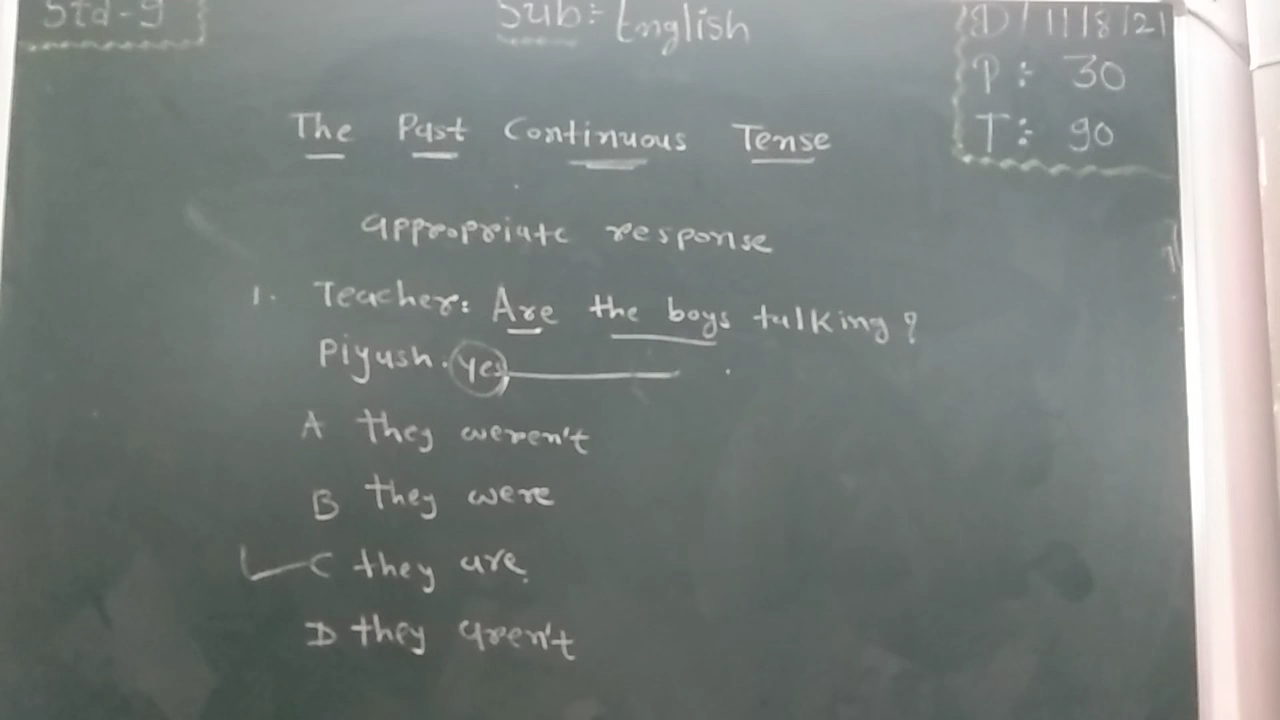 Std-9
Sub:- English
D / 11/8/21
P :- 30
T :- 90
The Past Continuous Tense
appropriate response
1. Teacher: Are the boys talking?
Piyush. yes __________ .
A they weren't
B they were
C they are.
D they aren't